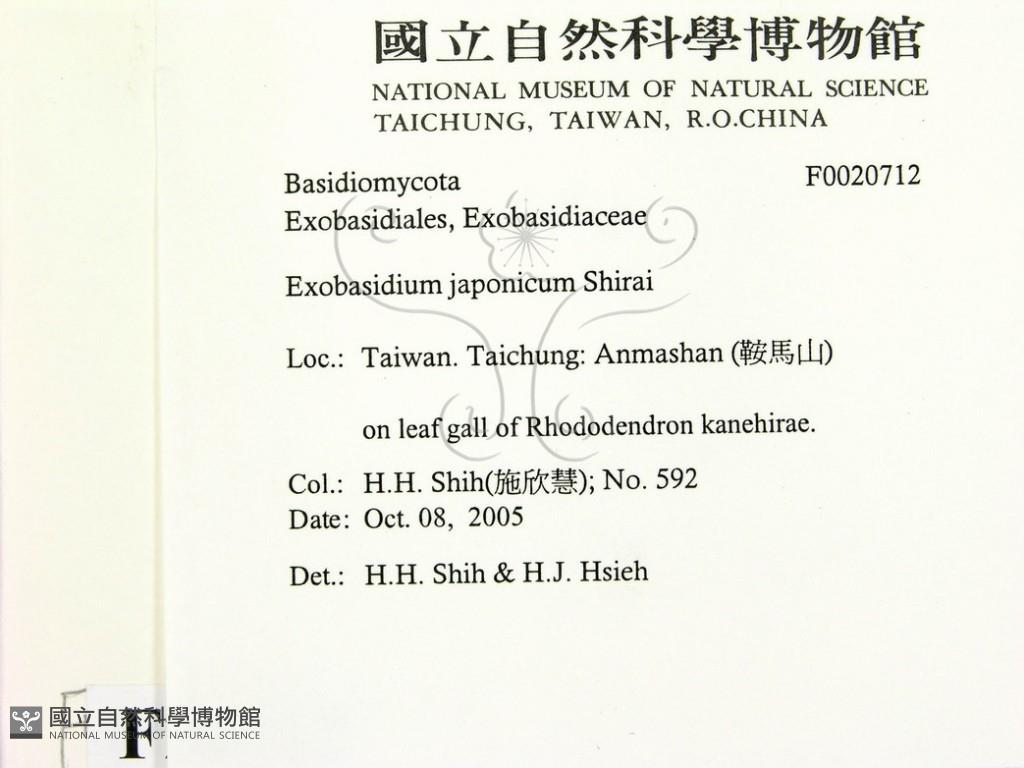 國立自然科學博物館
NATIONAL MUSEUM OF NATURAL SCIENCE
TAICHUNG, TAIWAN, R.O.CHINA
Basidiomycota F0020712
Exobasidiales, Exobasidiaceae
Exobasidium japonicum Shirai
Loc.: Taiwan. Taichung: Anmashan (鞍馬山)
on leaf gall of Rhododendron kanehirae.
Col.: H.H. Shih(施欣慧); No. 592
Date: Oct. 08, 2005
Det.: H.H. Shih & H.J. Hsieh
國立自然科學博物館
NATIONAL MUSEUM OF NATURAL SCIENCE
F